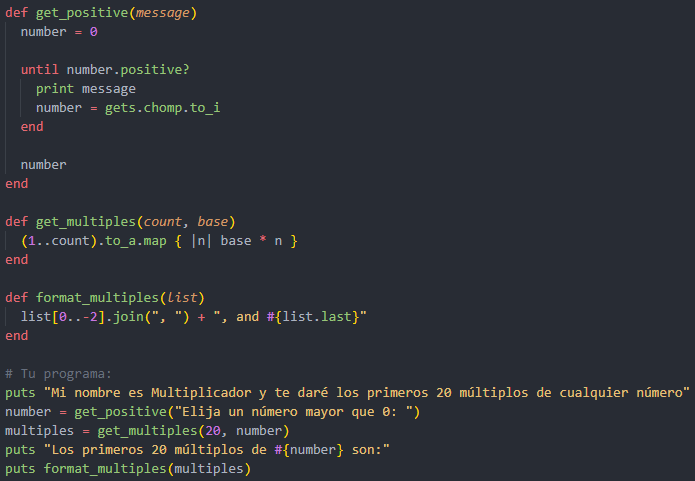 def get_positive(message)
  number = 0

  until number.positive?
    print message
    number = gets.chomp.to_i
  end

  number
end

def get_multiples(count, base)
  (1..count).to_a.map { |n| base * n }
end

def format_multiples(list)
  list[0..-2].join(", ") + ", and #{list.last}"
end

# Tu programa:
puts "Mi nombre es Multiplicador y te daré los primeros 20 múltiplos de cualquier número"
number = get_positive("Elija un número mayor que 0: ")
multiples = get_multiples(20, number)
puts "Los primeros 20 múltiplos de #{number} son:"
puts format_multiples(multiples)